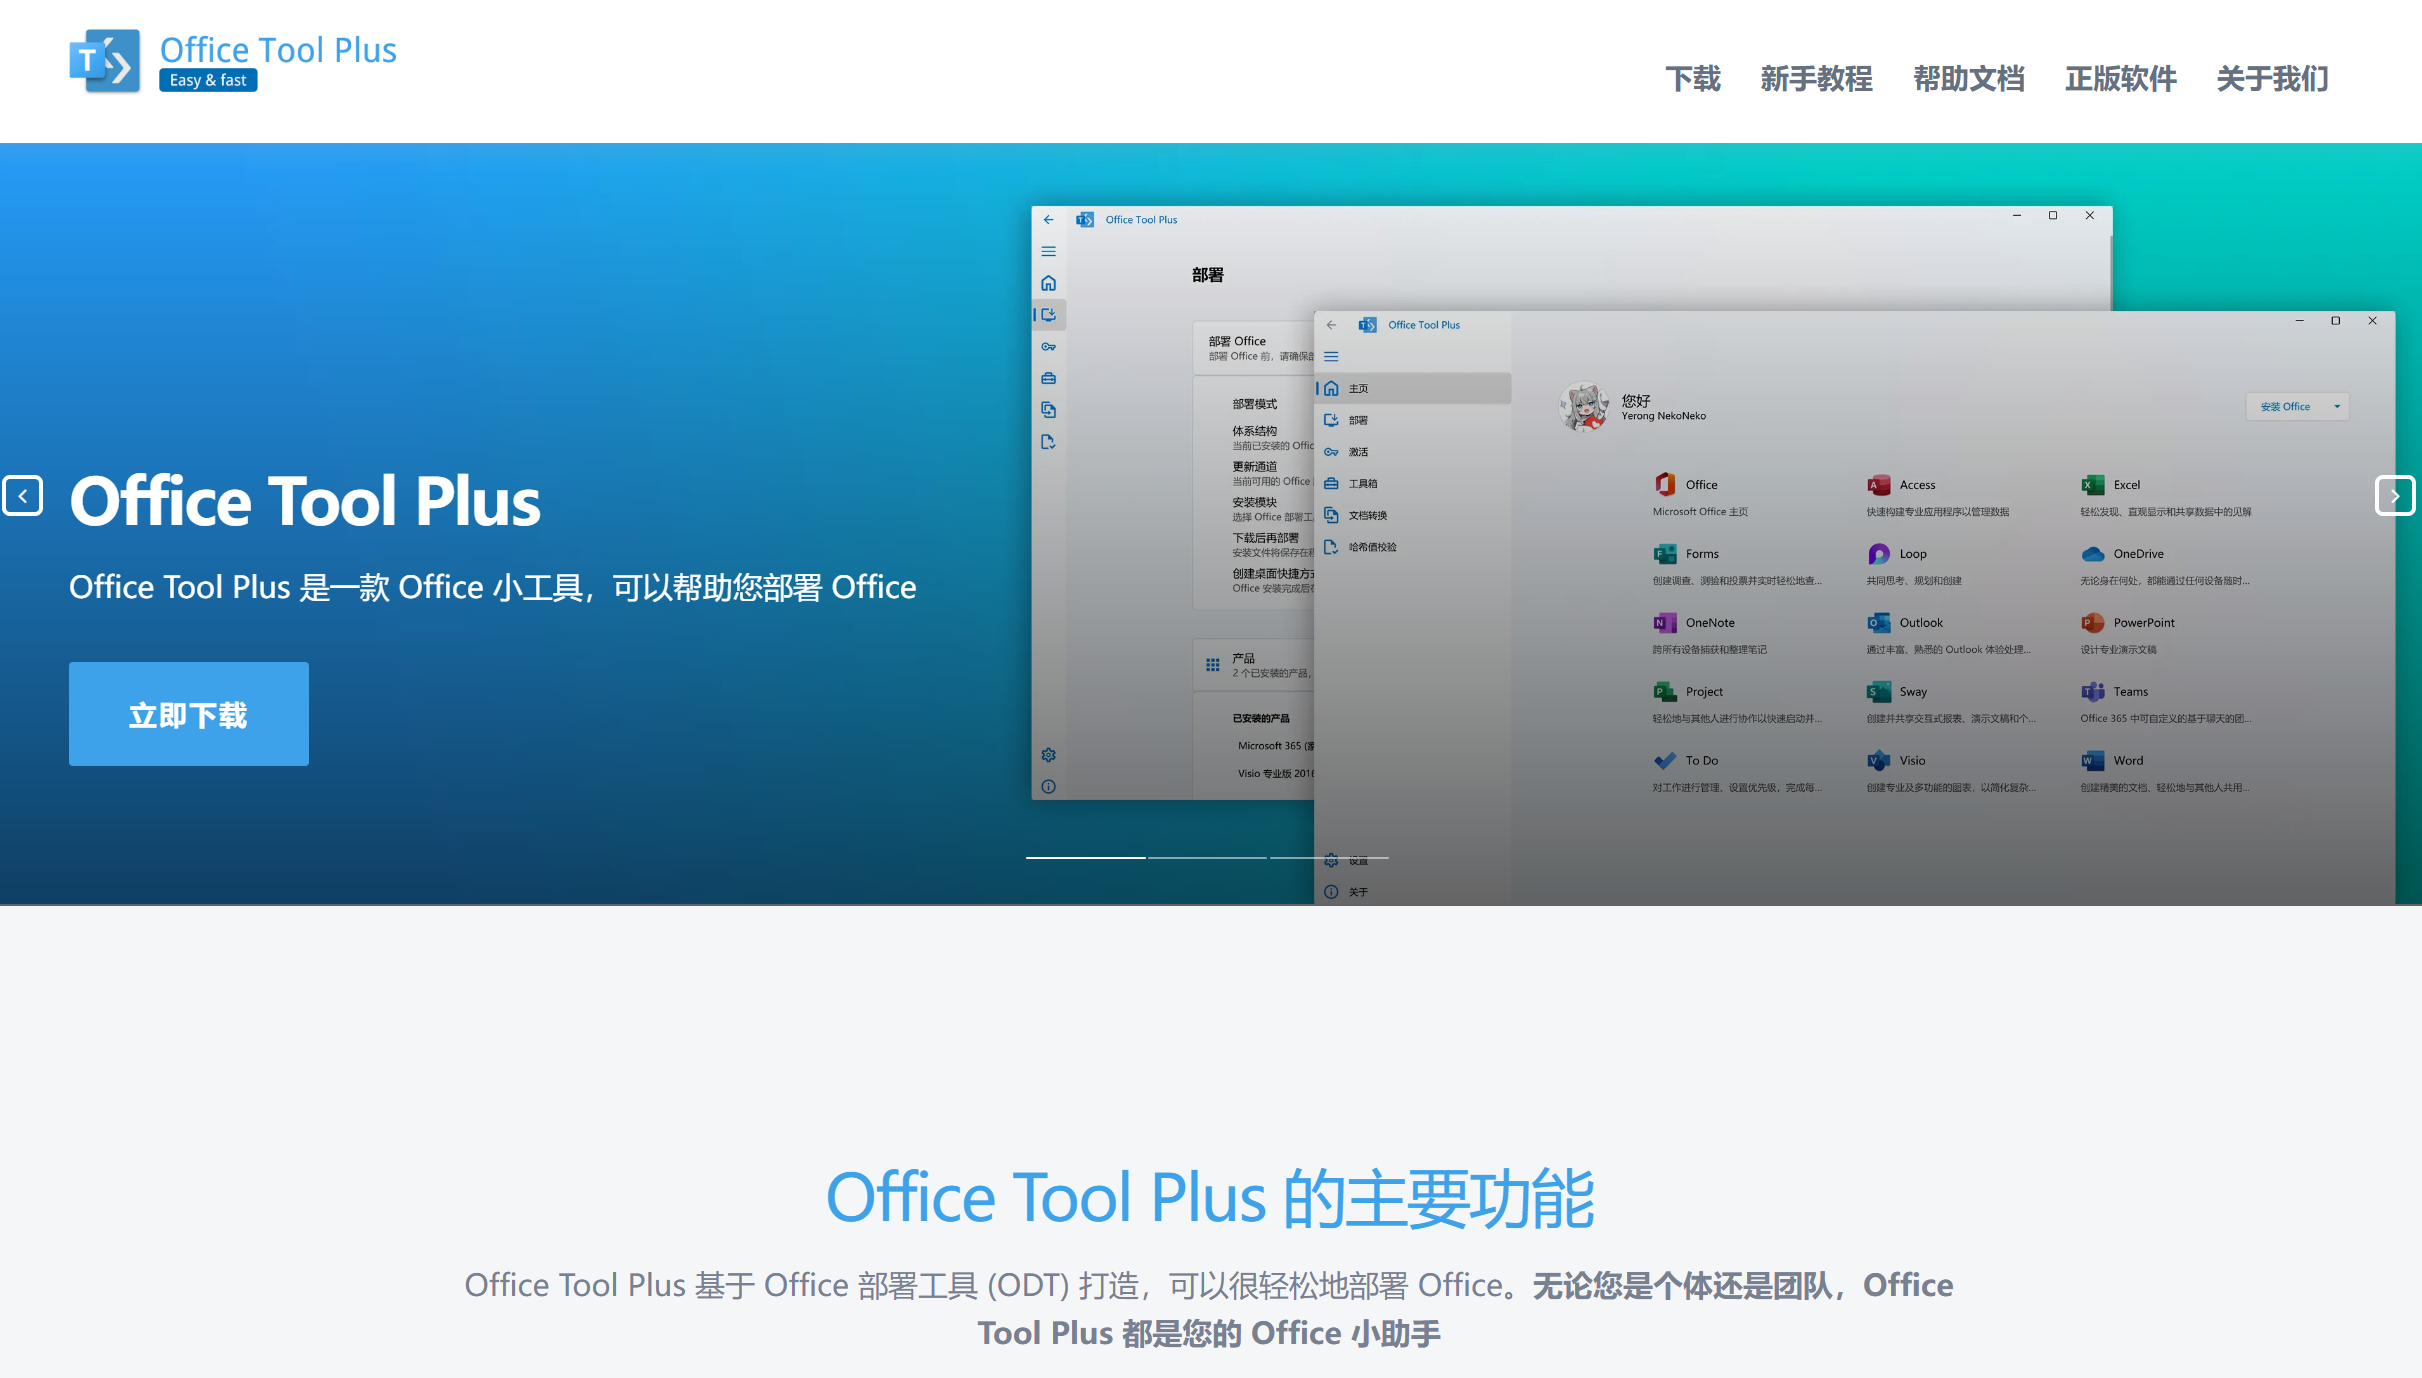 Office Tool Plus
Easy & fast
下载
新手教程
帮助文档
正版软件
关于我们
Office Tool Plus
Office Tool Plus 是一款 Office 小工具，可以帮助您部署 Office
立即下载
Office Tool Plus
部署
部署 Office
部署 Office 前，请确保
部署模式
体系结构
当前已安装的 Offic
更新通道
当前可用的 Office
安装模块
选择 Office 部署工
下载后再部署
安装文件将保存在
创建桌面快捷方式
Office 安装完成后
产品
2 个已安装的产品，
已安装的产品
Microsoft 365
Visio 专业版 2016
Office Tool Plus
主页
部署
激活
工具箱
文档转换
哈希值校验
设置
关于
您好
Yerong NekoNeko
安装 Office
Office
Microsoft Office 主页
Access
快速构建专业应用程序以管理数据
Excel
轻松发现、直观显示和共享数据中的见解
Forms
创建调查、测验和投票并实时轻松地查...
Loop
共同思考、规划和创建
OneDrive
无论身在何处，都能通过任何设备随时...
OneNote
跨所有设备捕获和整理笔记
Outlook
通过丰富、熟悉的 Outlook 体验处理...
PowerPoint
设计专业演示文稿
Project
轻松地与其他人进行协作以快速启动并...
Sway
创建并共享交互式报表、演示文稿和个...
Teams
Office 365 中可自定义的基于聊天的团...
To Do
对工作进行管理、设置优先级，完成每...
Visio
创建专业及多功能的图表，以简化复杂...
Word
创建精美的文档、轻松地与其他人共用...
Office Tool Plus 的主要功能
Office Tool Plus 基于 Office 部署工具 (ODT) 打造，可以很轻松地部署 Office。无论您是个体还是团队，Office
Tool Plus 都是您的 Office 小助手